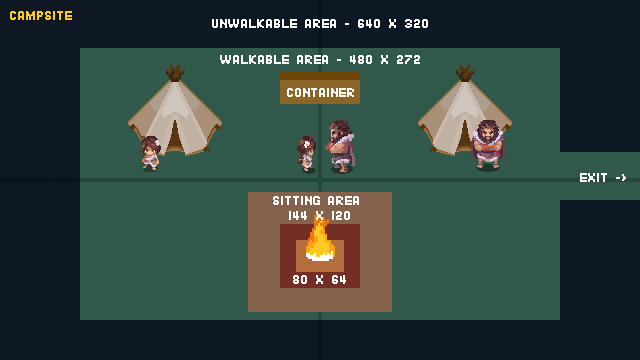 CAMPSITE
UNWALKABLE AREA - 640 X 320
WALKABLE AREA - 480 X 272
CONTAINER
EXIT ->
SITTING AREA
144 X 120
80 X 64